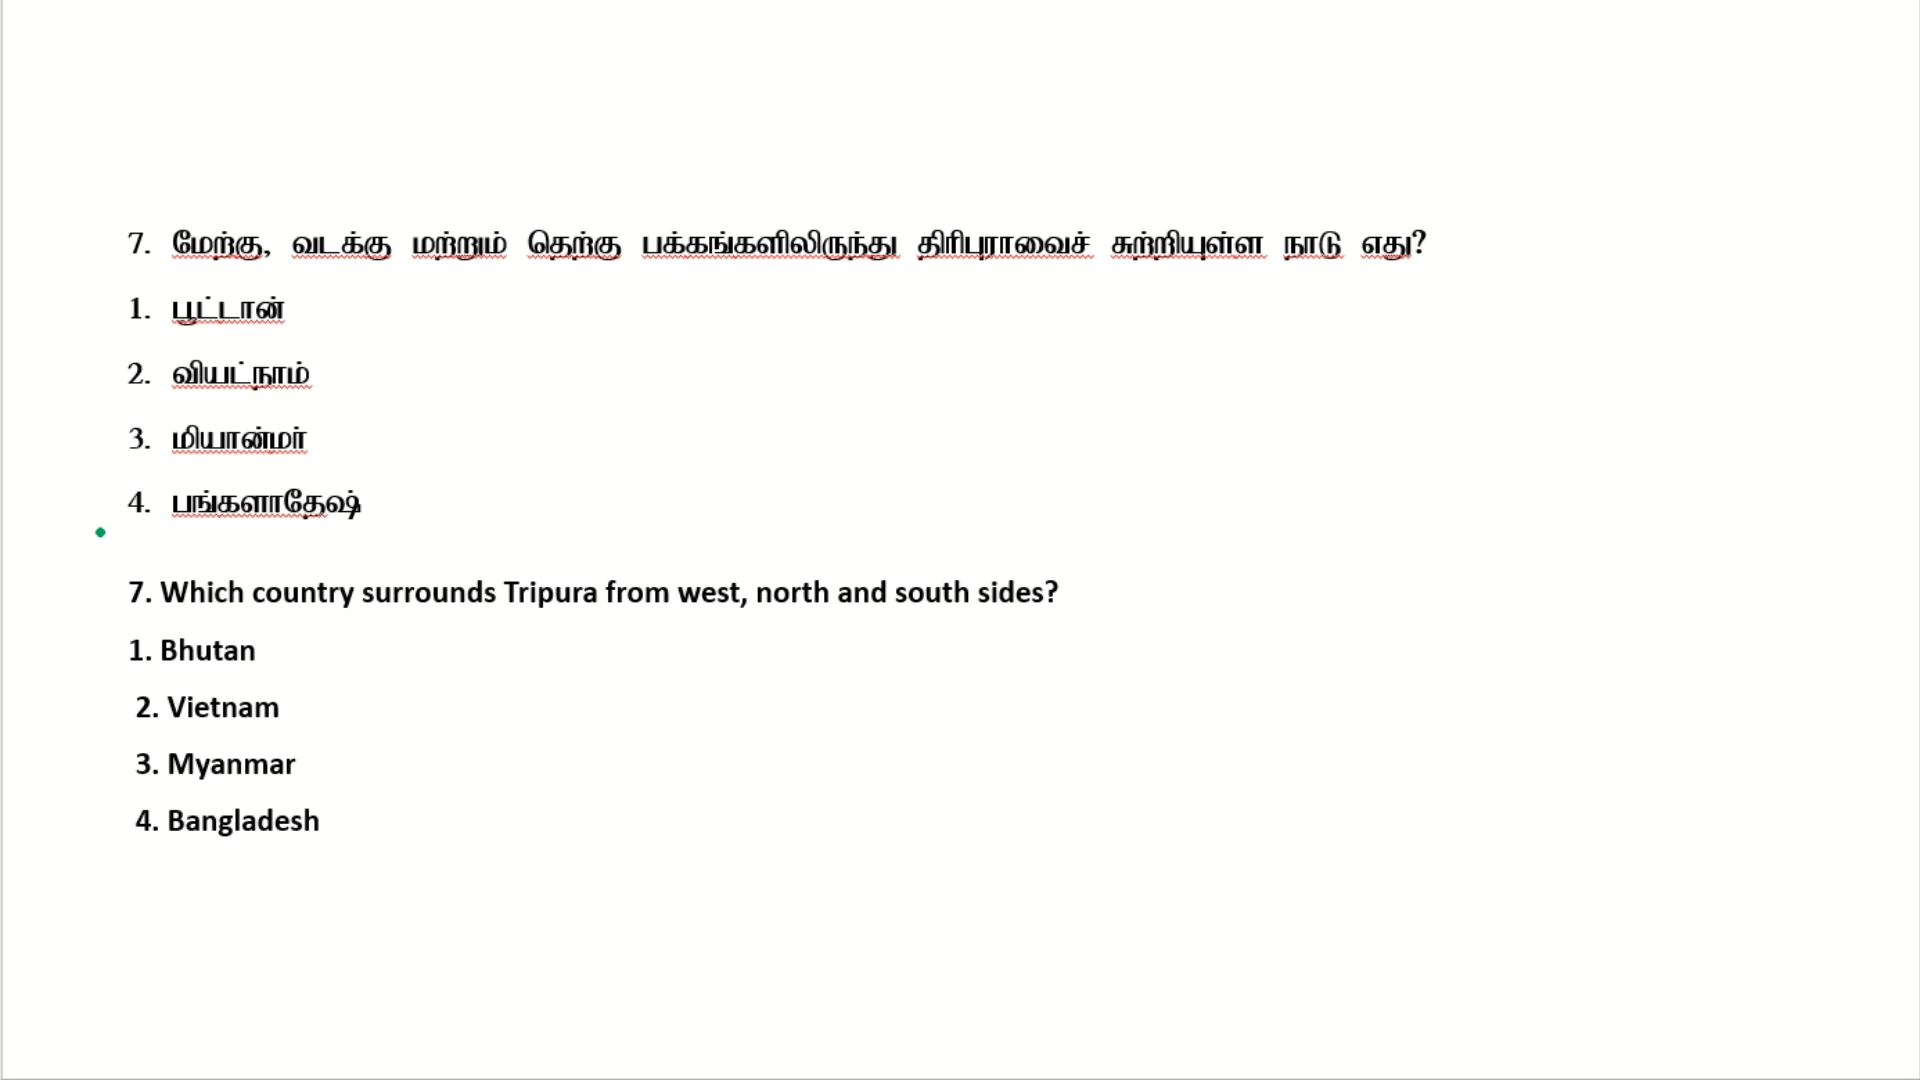 7. மேற்கு, வடக்கு மற்றும் தெற்கு பக்கங்களிலிருந்து திரிபுராவைச் சுற்றியுள்ள நாடு எது?
1. பூட்டான்
2. வியட்நாம்
3. மியான்மர்
4. பங்களாதேஷ்
7. Which country surrounds Tripura from west, north and south sides?
1. Bhutan
2. Vietnam
3. Myanmar
4. Bangladesh